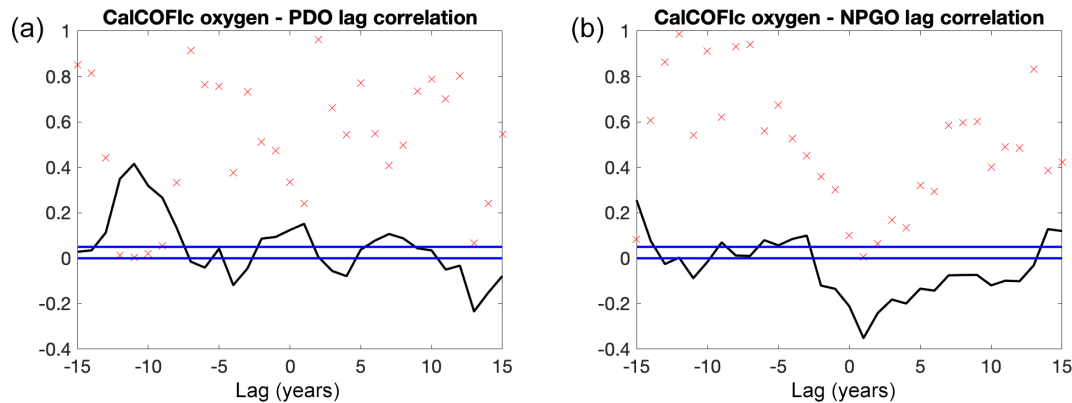 (a)
CalCOFIc oxygen - PDO lag correlation
1
0.8
0.6
0.4
0.2
0
-0.2
-0.4
-15 -10 -5 0 5 10 15
Lag (years)
(b)
CalCOFIc oxygen - NPGO lag correlation
1
0.8
0.6
0.4
0.2
0
-0.2
-0.4
-15 -10 -5 0 5 10 15
Lag (years)